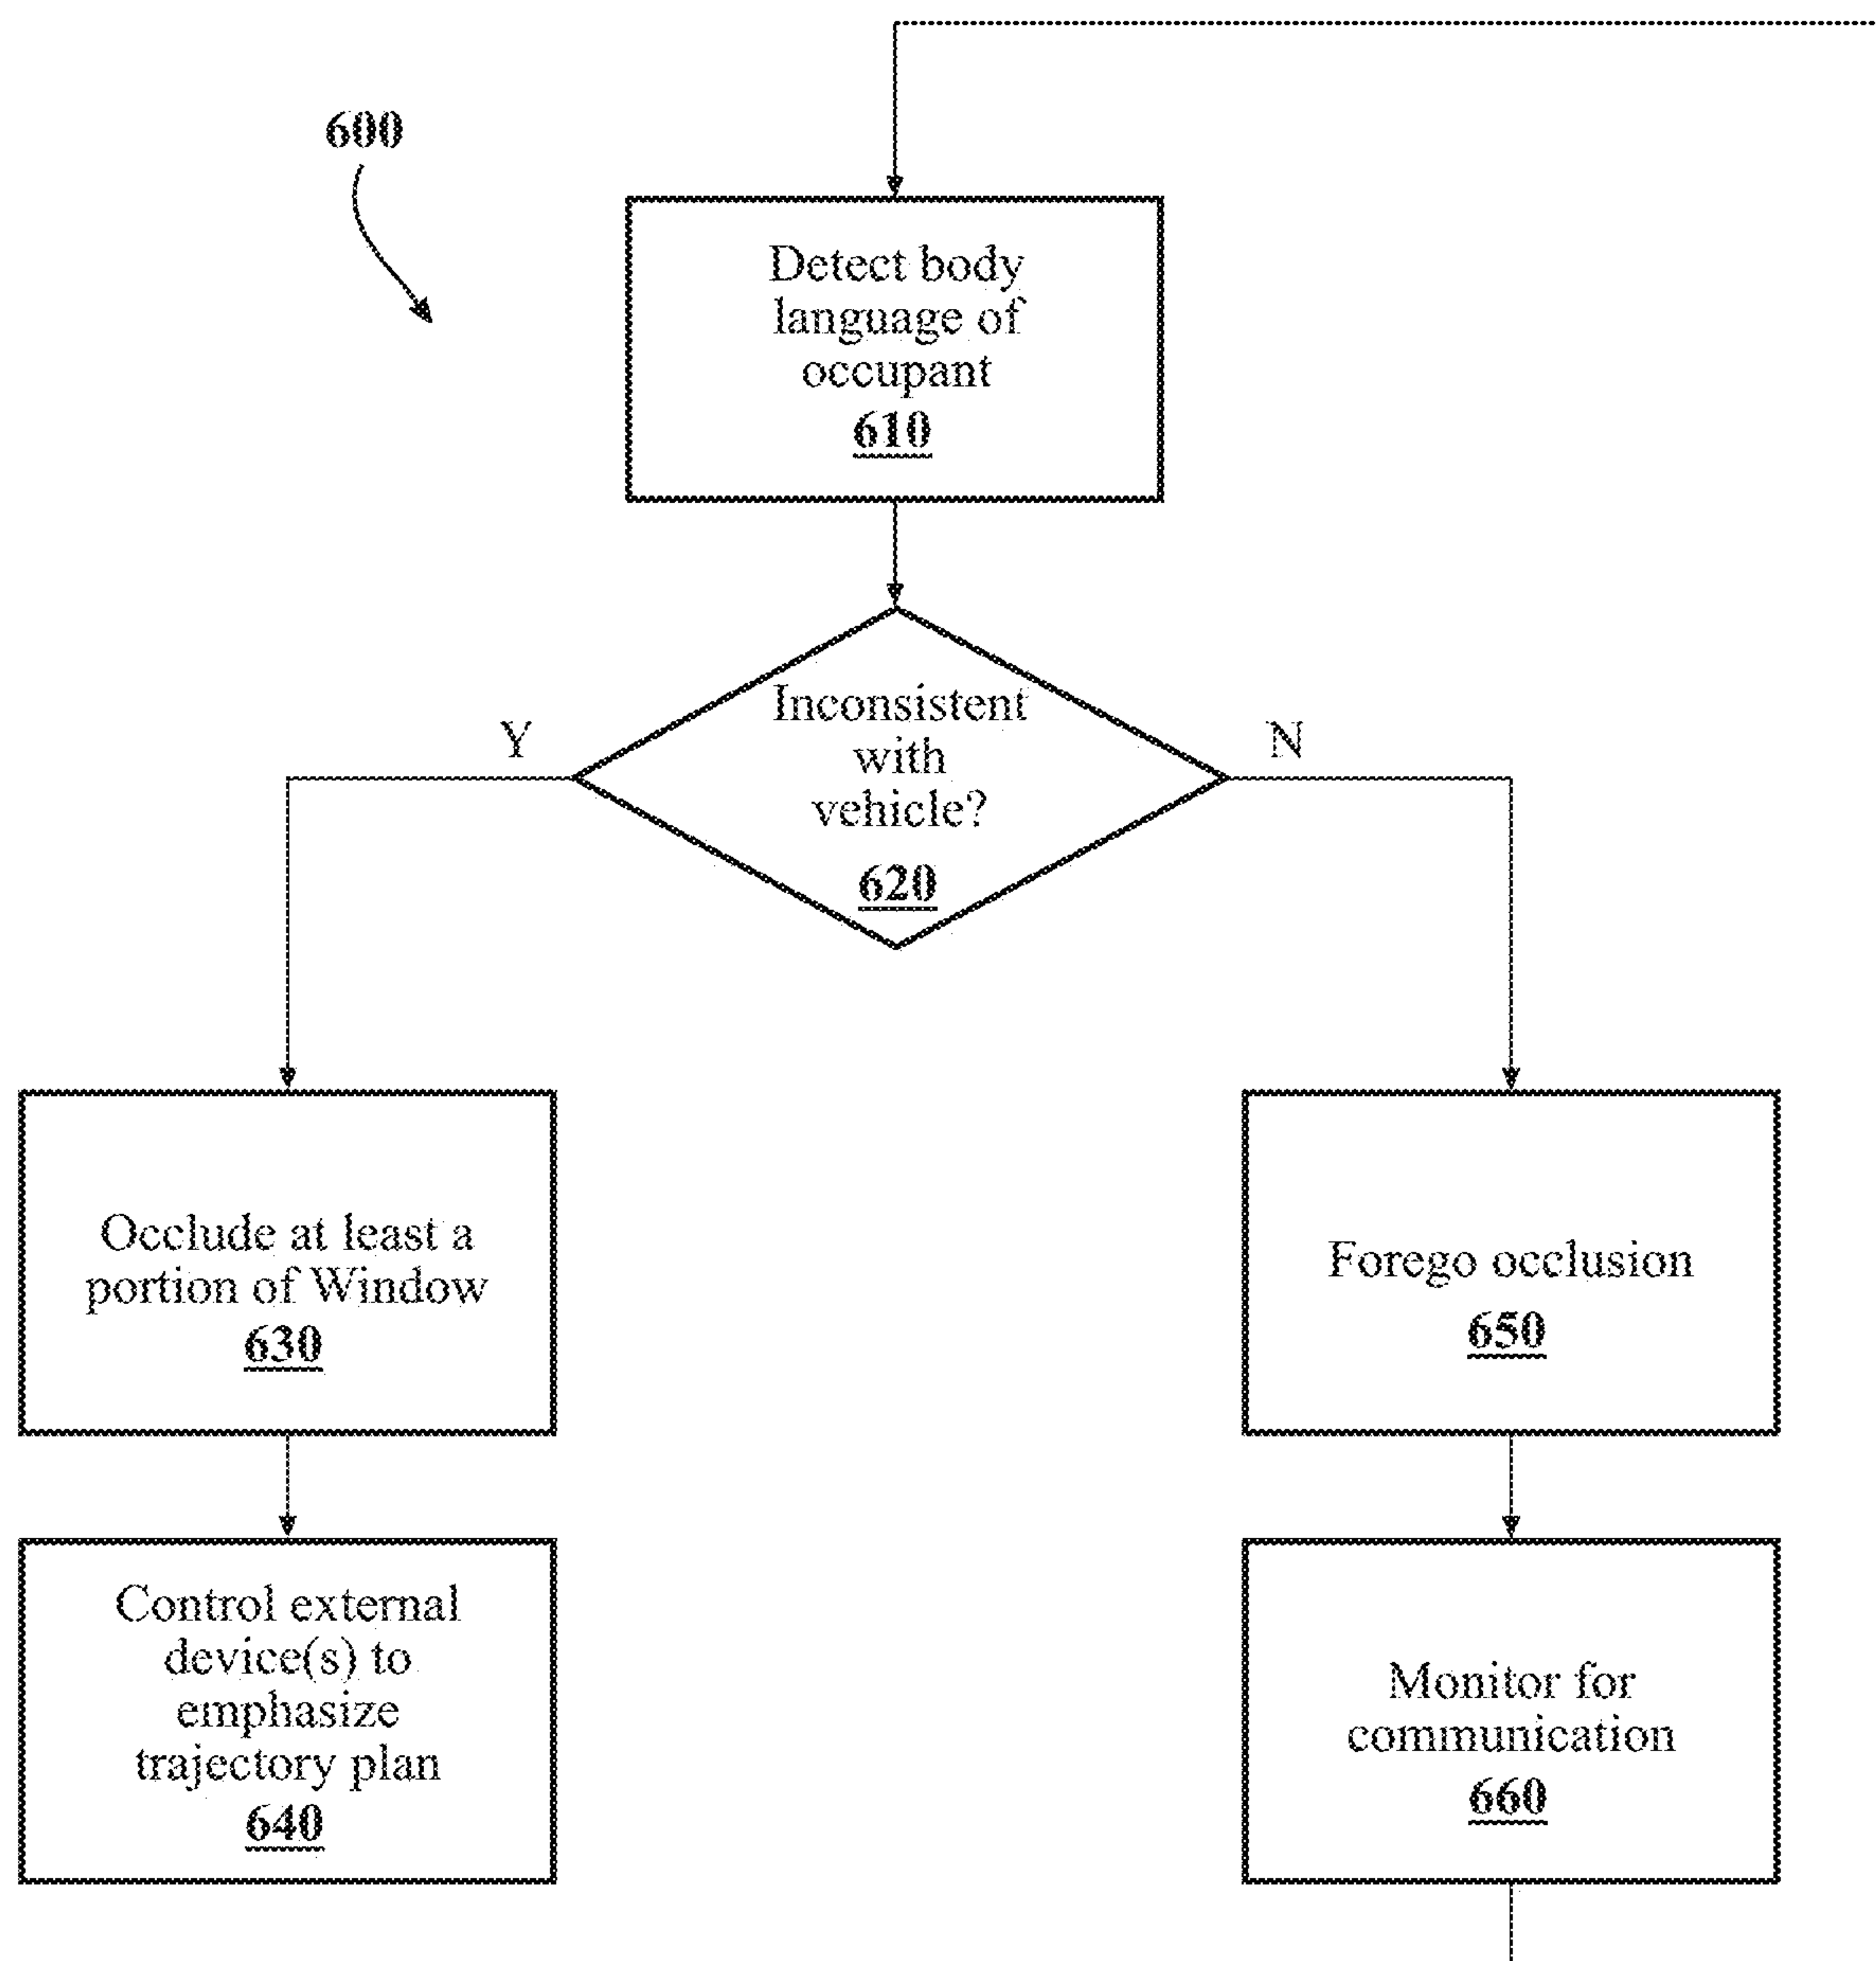 600
Detect body
language of
occupant
610
Inconsistent
with
vehicle?
620
Y
N
Occlude at least a
portion of Window
630
Control external
device(s) to
emphasize
trajectory plan
640
Forego occlusion
650
Monitor for
communication
660